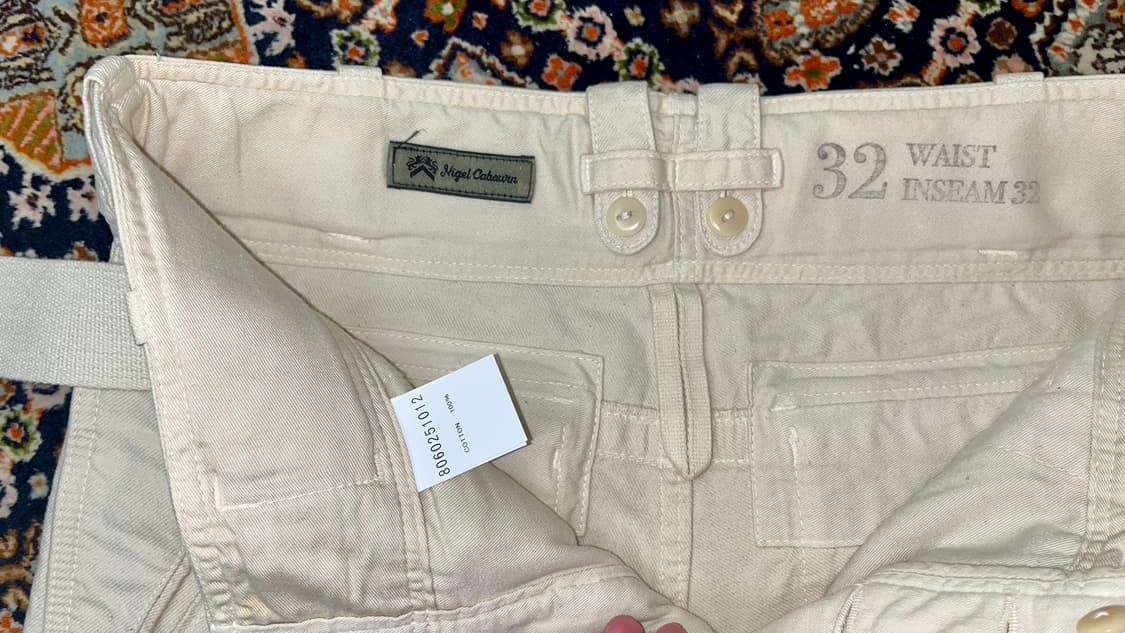 Nigel Cabourn
32 WAIST
INSEAM 32
8060251012
COTTON 100%